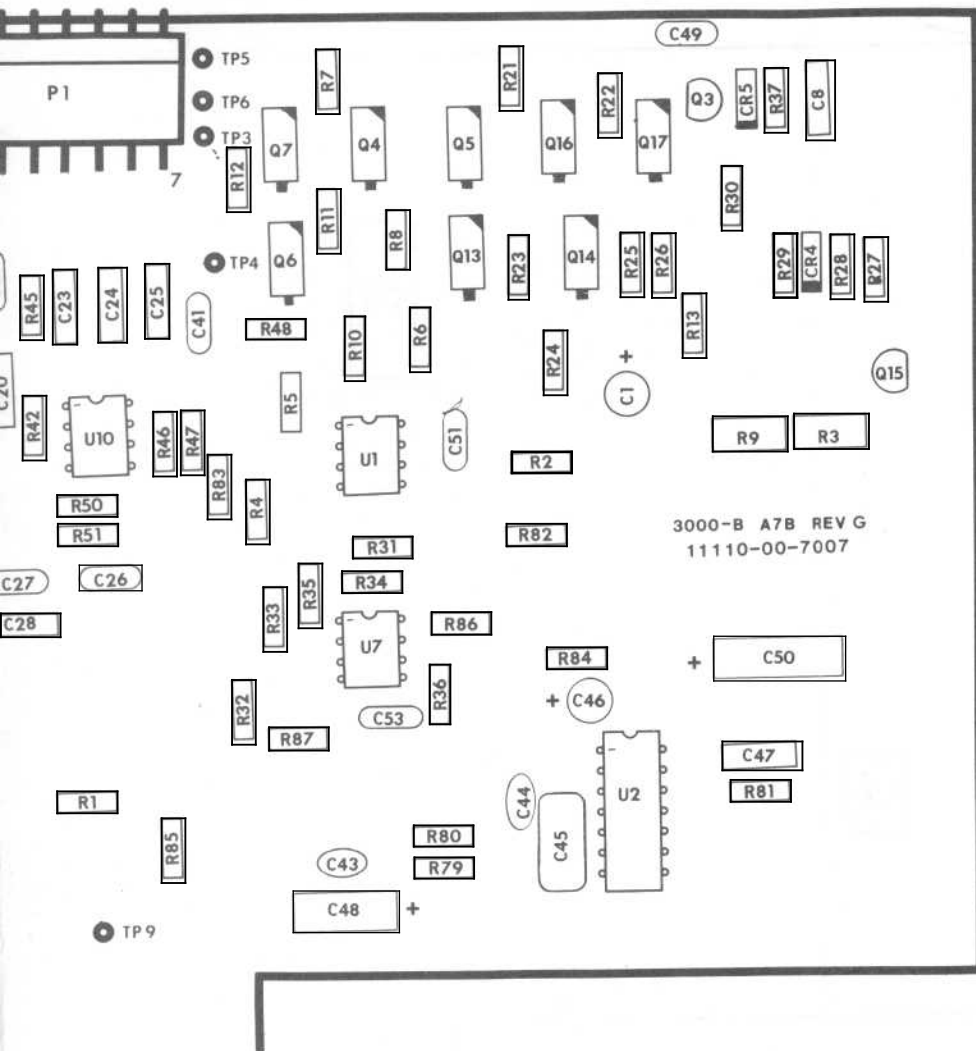 C49
TP5
R7
R21
P1
TP6
R22
Q3
CR5
R37
C8
TP3
Q7
Q4
Q5
Q16
Q17
7
R12
R30
R11
R8
TP4
Q6
Q13
R23
Q14
R25
R26
R29
CR4
R28
R27
R45
C23
C24
C25
C41
R48
R10
R6
R13
R24
+
C1
Q15
C20
R42
U10
R46
R47
R5
U1
C51
R9
R3
R2
R83
R50
R4
R51
R82
3000-B A7B REV G
11110-00-7007
R31
C27
C26
R34
R35
R33
C28
U7
R86
R84
+ C50
R32
R36
+ C46
C53
R87
C47
R81
U2
C44
R1
R80
C45
R85
C43
R79
C48 +
TP9